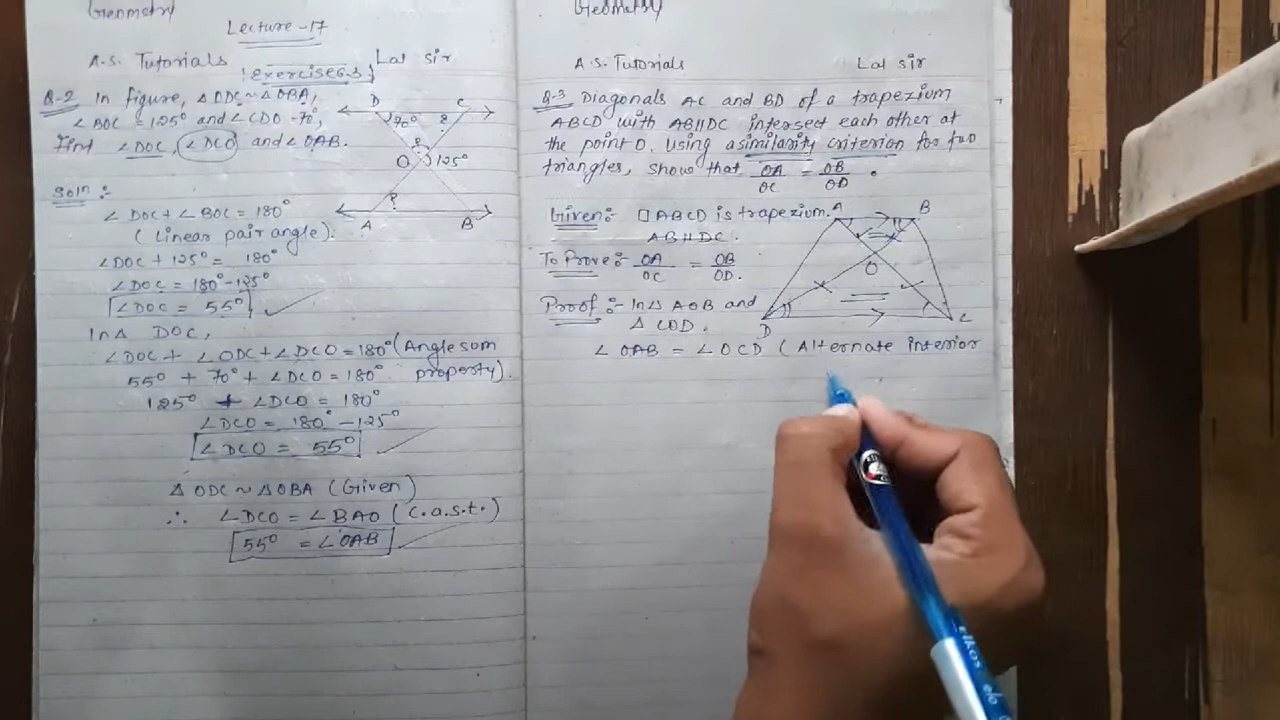 Geometry
Lecture-17
A.S. Tutorials Lal sir
Q-2 In figure, △ODC ~ △OBA,
∠BOC = 125° and ∠CDO = 70°,
Find ∠DOC, ∠DCO and ∠OAB.
D C
70° ?
?
O 125°
?
A B
Soln :-
∠DOC + ∠BOC = 180°
(Linear pair angle).
∠DOC + 125° = 180°
∠DOC = 180° - 125°
∠DOC = 55°
In △ DOC,
∠DOC + ∠ODC + ∠DCO = 180° (Angle som
55° + 70° + ∠DCO = 180° property).
125° + ∠DCO = 180°
∠DCO = 180° - 125°
∠DCO = 55°
△ ODC ~ △OBA (Given)
∴ ∠DCO = ∠BAO (C.a.s.t.)
55° = ∠OAB
Geometry
A.S. Tutorials Lal sir
Q-3 Diagonals AC and BD of a trapezium
ABCD with AB||DC intersect each other at
the point O. Using a similarity criterion for two
triangles, show that OA/OC = OB/OD.
Given:- □ABCD is trapezium.
AB||DC.
To Prove:- OA/OC = OB/OD.
Proof:- In △ AOB and
△ COD.
A B
O
D C
∠ OAB = ∠OCD (Alternate interior